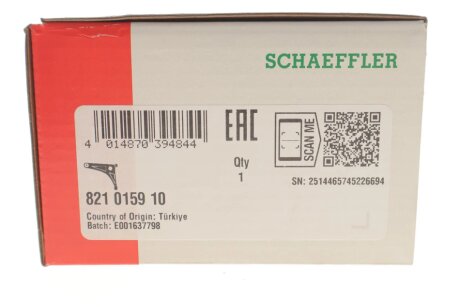 SCHAEFFLER
4 014870 394844
EAC
Qty
1
SCAN ME
SN: 2514465745226694
821 0159 10
Country of Origin: Türkiye
Batch: E001637798